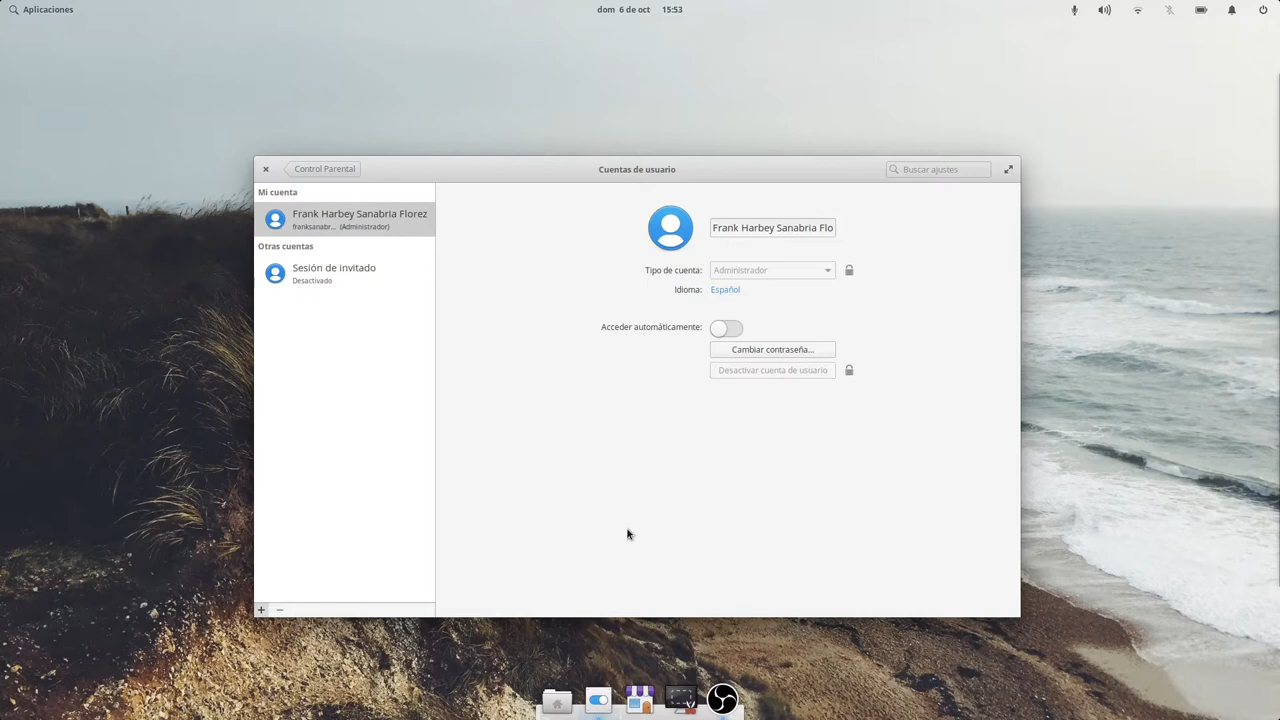 Aplicaciones
dom 6 de oct 15:53
Control Parental
Cuentas de usuario
Buscar ajustes
Mi cuenta
Frank Harbey Sanabria Florez
franksanabr... (Administrador)
Otras cuentas
Sesión de invitado
Desactivado
Frank Harbey Sanabria Flo
Tipo de cuenta: Administrador
Idioma: Español
Acceder automáticamente:
Cambiar contraseña...
Desactivar cuenta de usuario